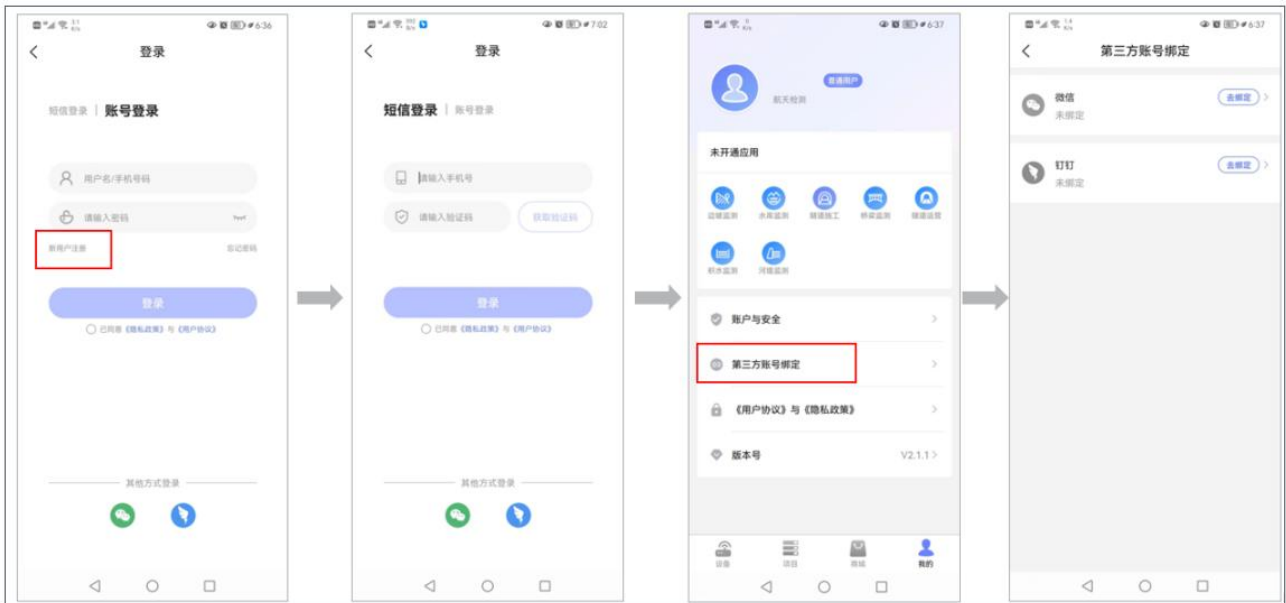 6:36
登录
短信登录 | 账号登录
用户名/手机号码
请输入密码
新用户注册
忘记密码
登录
已同意《隐私政策》与《用户协议》
其他方式登录
7:02
登录
短信登录 | 账号登录
请输入手机号
请输入验证码
获取验证码
登录
已同意《隐私政策》与《用户协议》
其他方式登录
6:37
普通用户
航天检测
未开通应用
边坡监测
水库监测
隧道施工
桥梁监测
隧道运营
积水监测
河道监测
账户与安全
第三方账号绑定
《用户协议》与《隐私政策》
版本号
V2.1.1
设备
项目
商城
我的
6:37
第三方账号绑定
微信
未绑定
去绑定
钉钉
未绑定
去绑定